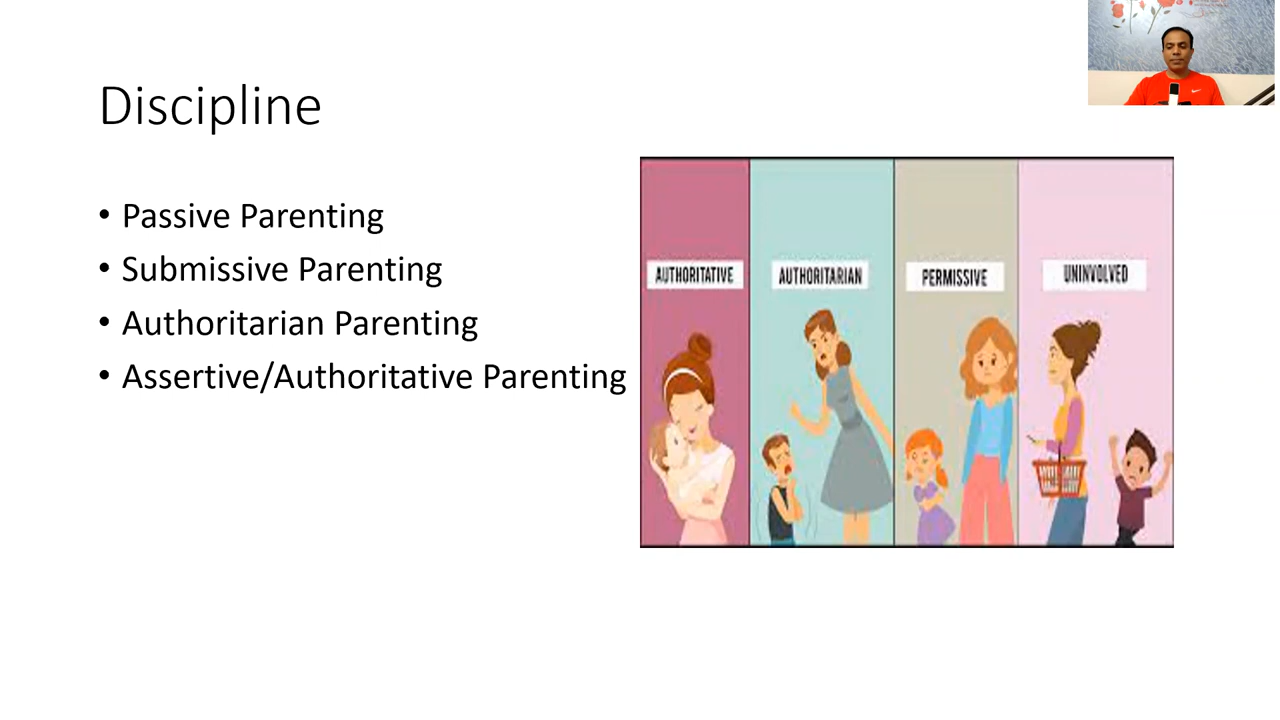 Discipline
• Passive Parenting
• Submissive Parenting
• Authoritarian Parenting
• Assertive/Authoritative Parenting
AUTHORITATIVE
AUTHORITARIAN
PERMISSIVE
UNINVOLVED